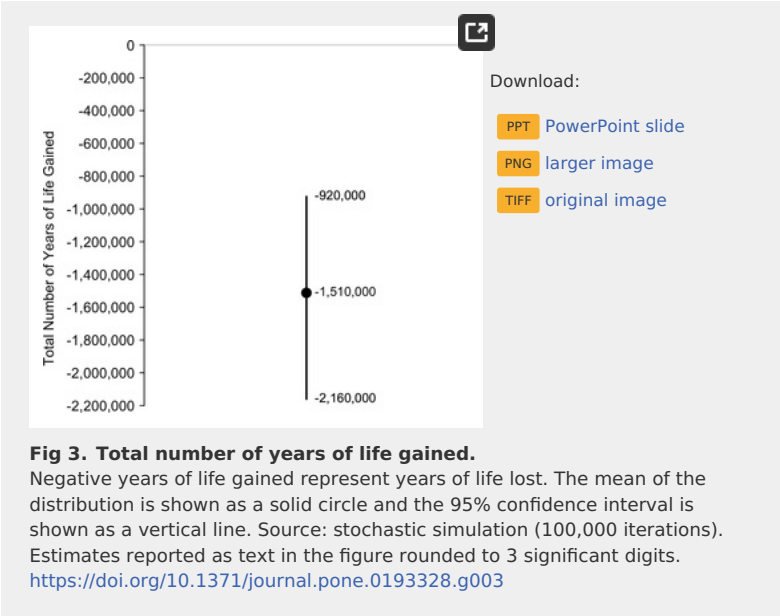 0
-200,000
-400,000
-600,000
-800,000
-1,000,000
-1,200,000
-1,400,000
-1,600,000
-1,800,000
-2,000,000
-2,200,000
Total Number of Years of Life Gained
-920,000
-1,510,000
-2,160,000
Download:
PPT PowerPoint slide
PNG larger image
TIFF original image
Fig 3. Total number of years of life gained.
Negative years of life gained represent years of life lost. The mean of the
distribution is shown as a solid circle and the 95% confidence interval is
shown as a vertical line. Source: stochastic simulation (100,000 iterations).
Estimates reported as text in the figure rounded to 3 significant digits.
https://doi.org/10.1371/journal.pone.0193328.g003